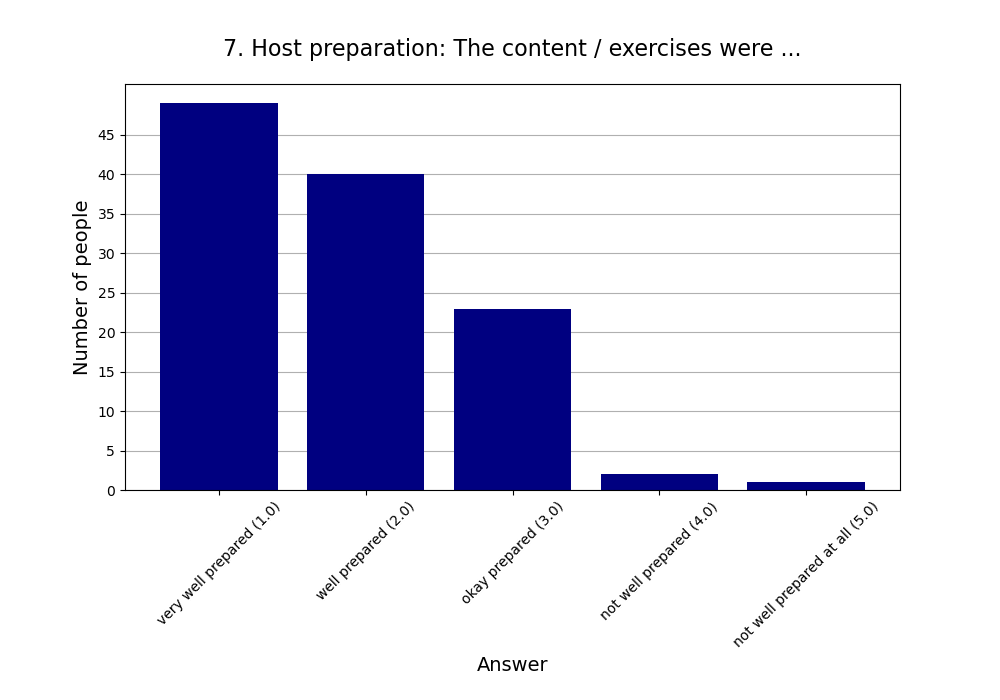 7. Host preparation: The content / exercises were ...
Number of people
45
40
35
30
25
20
15
10
5
0
very well prepared (1.0)
well prepared (2.0)
okay prepared (3.0)
not well prepared (4.0)
not well prepared at all (5.0)
Answer